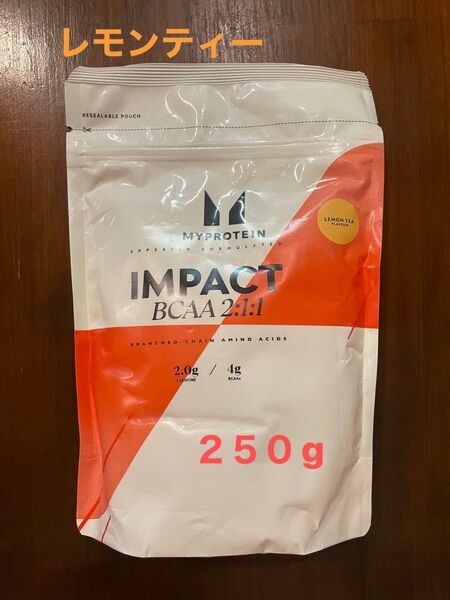 レモンティー
RESEALABLE POUCH
LEMON TEA
FLAVOUR
MYPROTEIN
EXPERTLY FORMULATED
IMPACT
BCAA 2:1:1
BRANCHED-CHAIN AMINO ACIDS
2.0g / 4g
LEUCINE BCAAs
250g